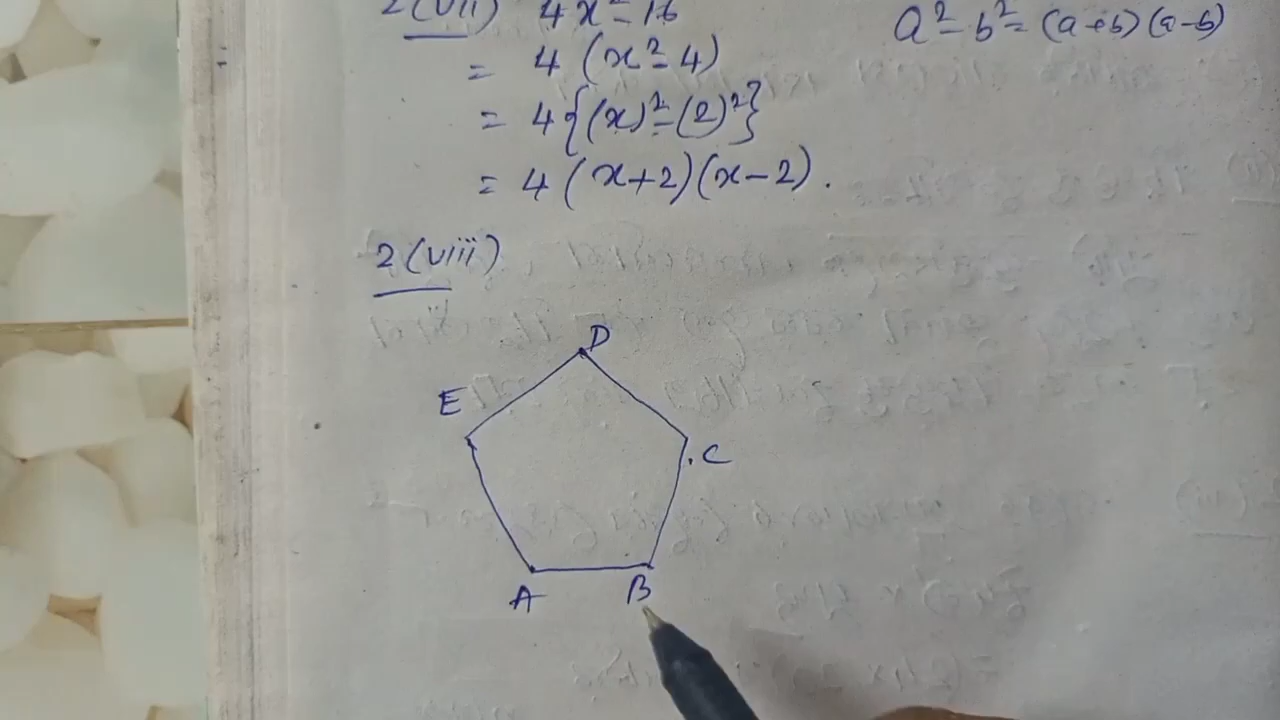 2(vii) 4x²-16
a²-b²=(a+b)(a-b)
= 4(x²-4)
= 4{(x)²-(2)²}
= 4(x+2)(x-2).
2(viii)
D
E
.C
A B